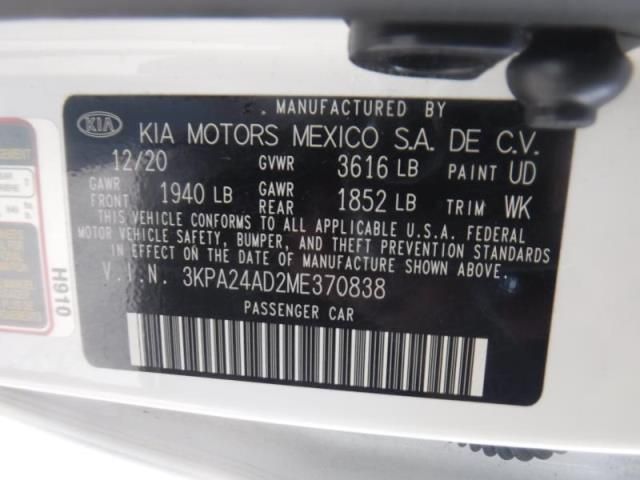 MANUFACTURED BY
KIA KIA MOTORS MEXICO S.A. DE C.V.
12/20 GVWR 3616 LB PAINT UD
GAWR FRONT 1940 LB GAWR REAR 1852 LB TRIM WK
THIS VEHICLE CONFORMS TO ALL APPLICABLE U.S.A. FEDERAL
MOTOR VEHICLE SAFETY, BUMPER, AND THEFT PREVENTION STANDARDS
IN EFFECT ON THE DATE OF MANUFACTURE SHOWN ABOVE.
V.I.N. 3KPA24AD2ME370838
PASSENGER CAR
H910